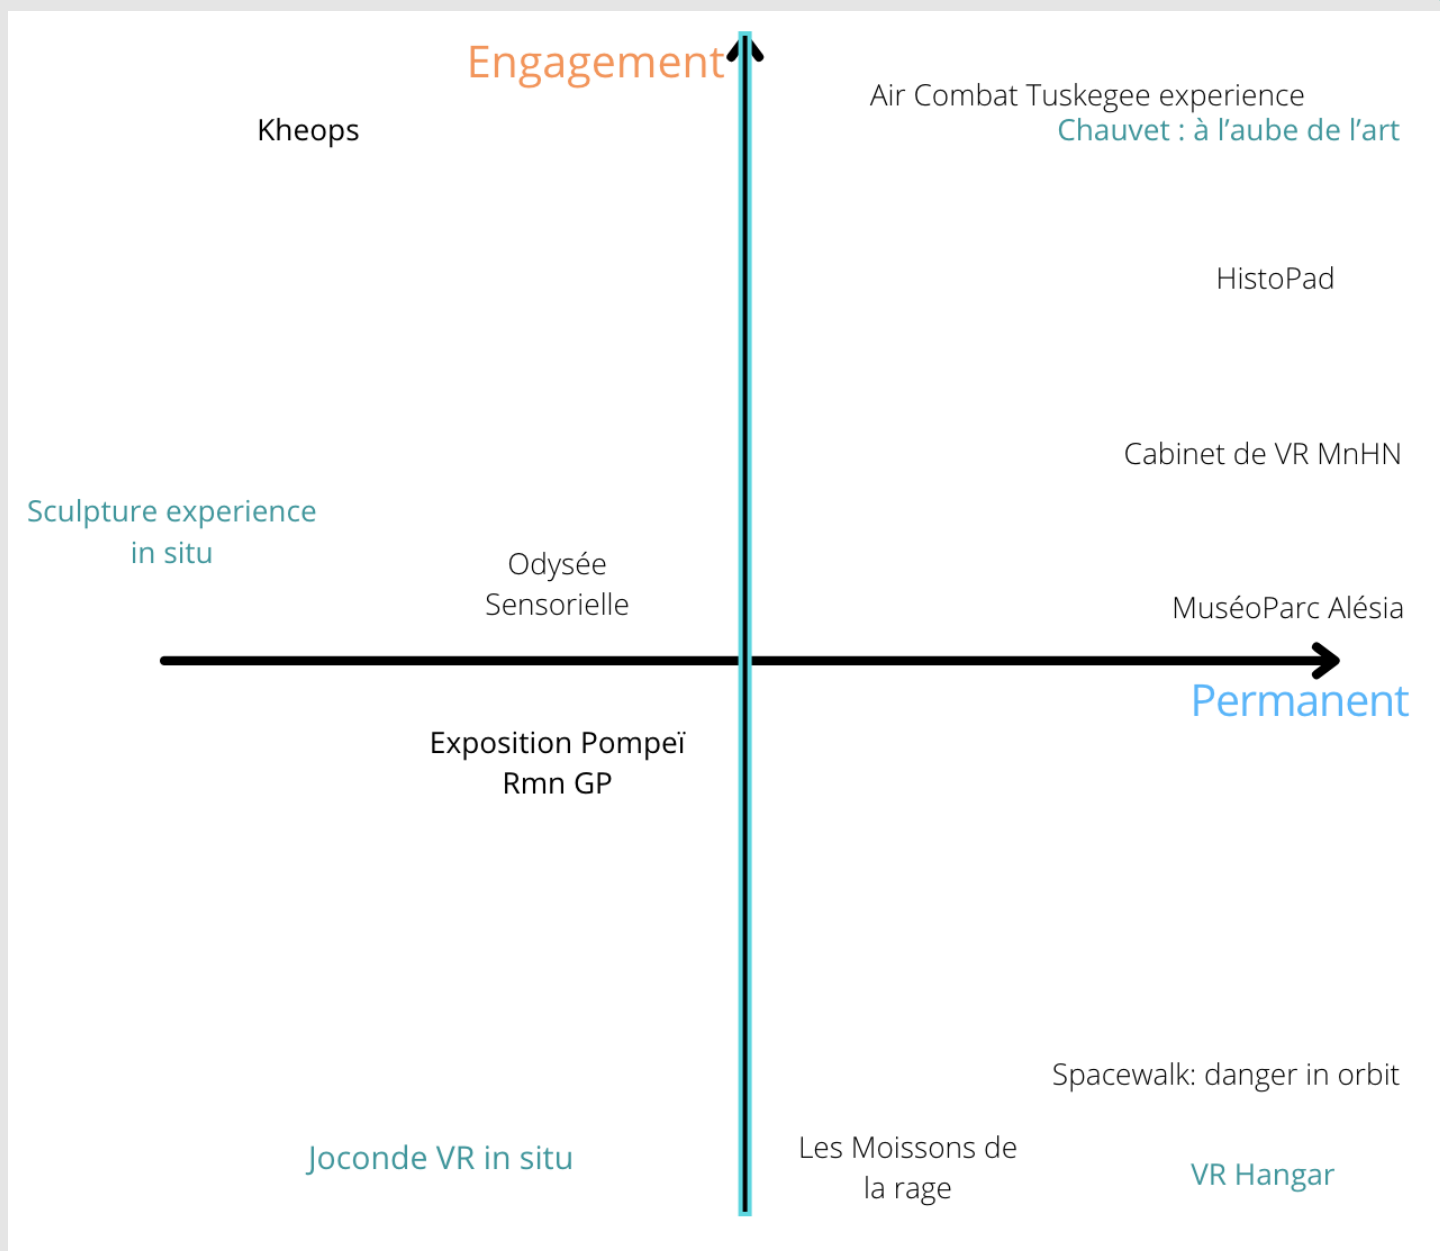 Engagement
Air Combat Tuskegee experience
Kheops
Chauvet : à l’aube de l’art
HistoPad
Cabinet de VR MnHN
Sculpture experience
in situ
Odysée
Sensorielle
MuséoParc Alésia
Permanent
Exposition Pompeï
Rmn GP
Spacewalk: danger in orbit
Joconde VR in situ
Les Moissons de
la rage
VR Hangar